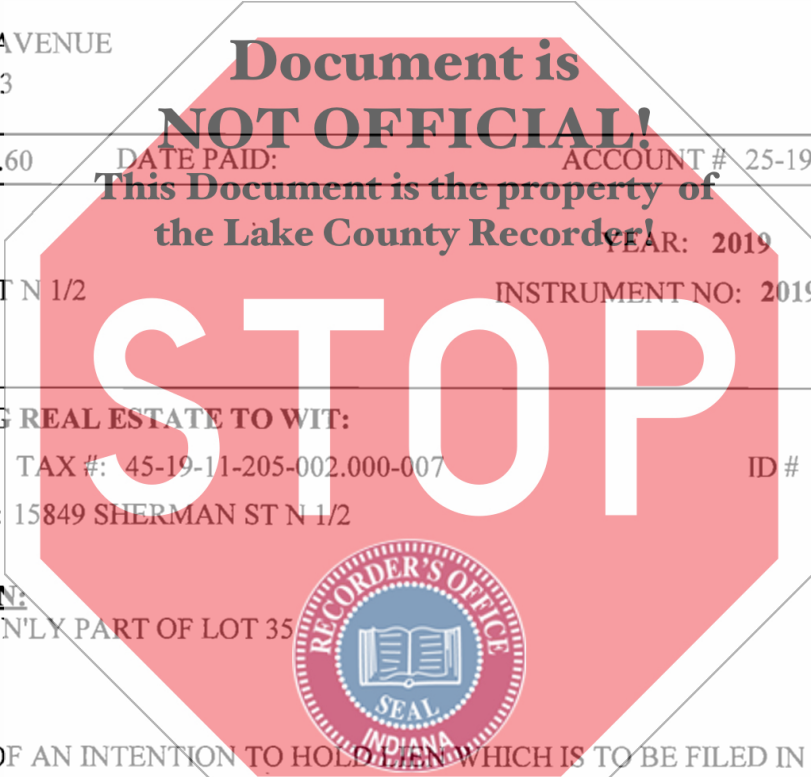 AVENUE
Document is
3
NOT OFFICIAL!
.60 DATE PAID: ACCOUNT # 25-19
This Document is the property of
the Lake County Recorder!
YEAR: 2019
T N 1/2 INSTRUMENT NO: 2019
STOP
G REAL ESTATE TO WIT:
TAX #: 45-19-11-205-002.000-007 ID #
: 15849 SHERMAN ST N 1/2
RECORDER'S OFFICE
N:
N'LY PART OF LOT 35
SEAL
INDIANA
OF AN INTENTION TO HOLD LIEN WHICH IS TO BE FILED IN